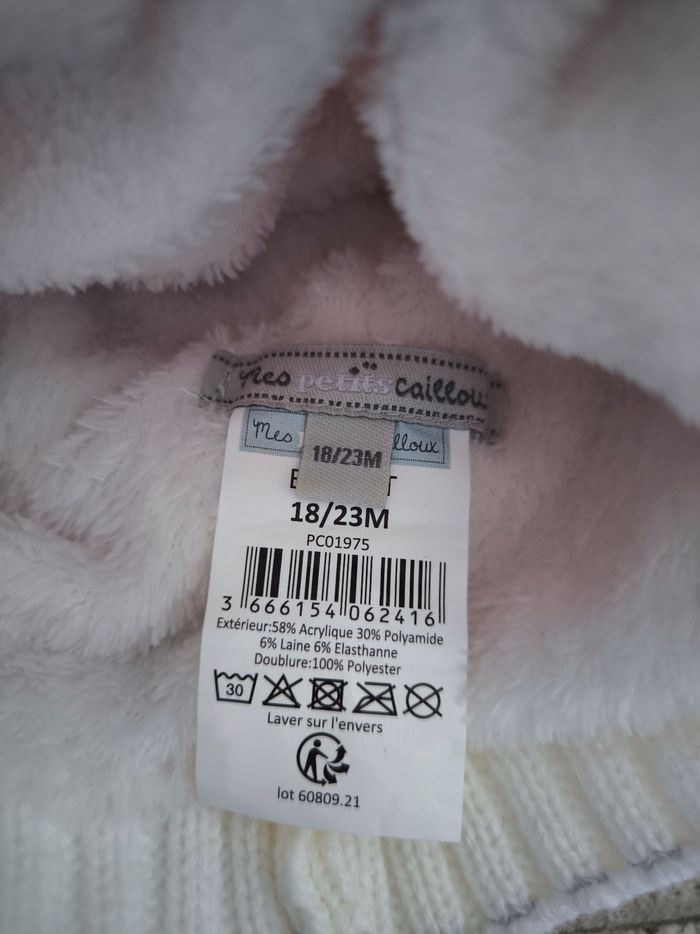 Mes petits cailloux
Mes lloux
18/23M
18/23M
PC01975
3 666154 062416
Extérieur:58% Acrylique 30% Polyamide
6% Laine 6% Elasthanne
Doublure:100% Polyester
30
Laver sur l'envers
lot 60809.21